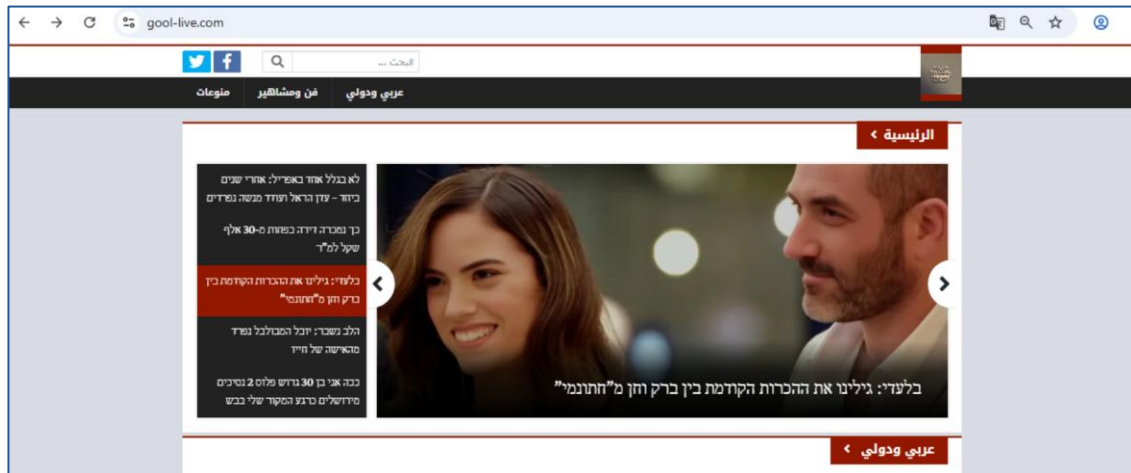 gool-live.com
البحث ...
عربي ودولي
فن ومشاهير
منوعات
الرئيسية
לא בגלל אחד באפריל: אחרי שנים
ביחד – עדן הראל ועודד מנשה נפרדים
כך נמכרה דירה בפחות מ-30 אלף
שקל למ"ר
בלעדי: גילינו את ההכרות הקודמת בין
ברק וחן מ"חתונמי"
הלב נשבר: יובל המבולבל נפרד
מהאישה של חייו
ככה אני בן 30 גרוש פלוס 2 נסיכים
מירושלים כרגע המקור שלי בבש
בלעדי: גילינו את ההכרות הקודמת בין ברק וחן מ"חתונמי"
عربي ودولي